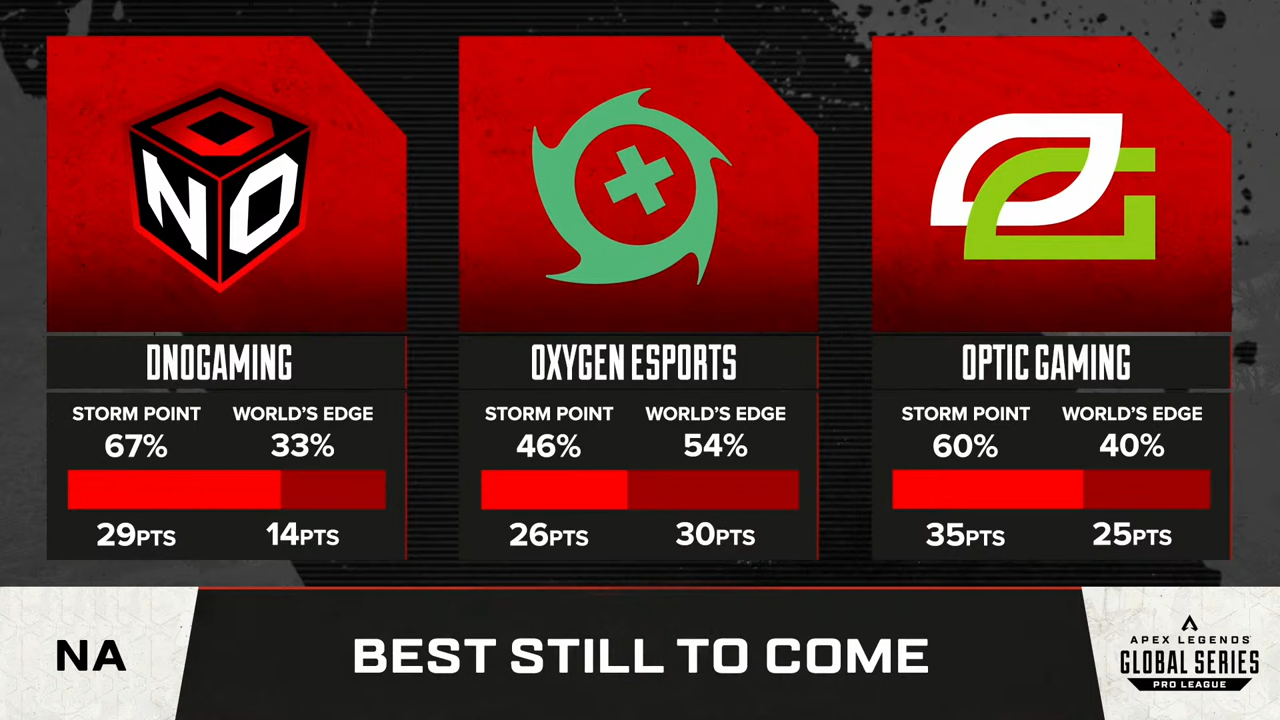 DNO
DNOGAMING
STORM POINT WORLD'S EDGE
67% 33%
29PTS 14PTS
OXYGEN ESPORTS
STORM POINT WORLD'S EDGE
46% 54%
26PTS 30PTS
OPTIC GAMING
STORM POINT WORLD'S EDGE
60% 40%
35PTS 25PTS
NA
BEST STILL TO COME
APEX LEGENDS
GLOBAL SERIES
PRO LEAGUE